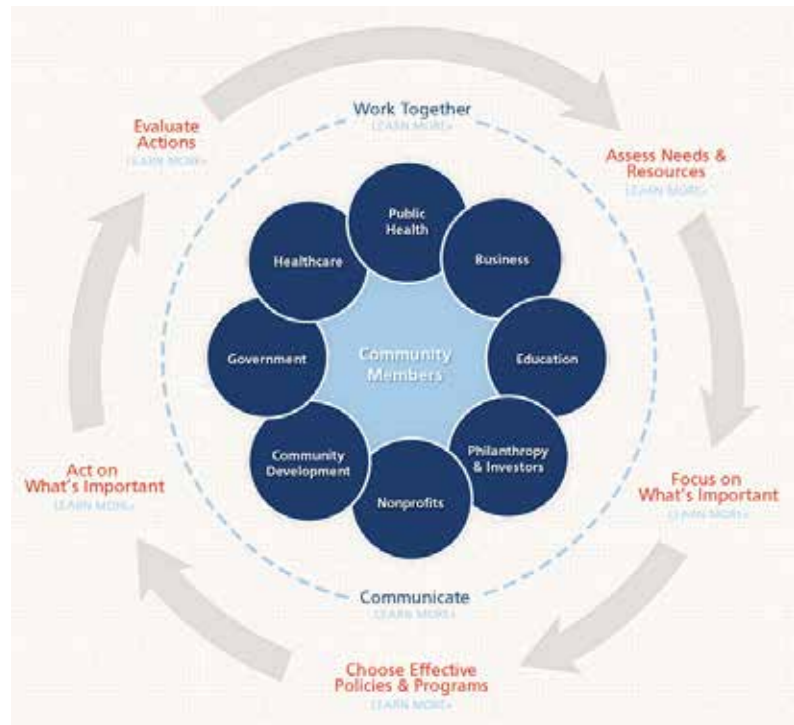 Work Together
LEARN MORE»
Evaluate
Actions
LEARN MORE»
Assess Needs &
Resources
LEARN MORE»
Public
Health
Healthcare
Business
Government
Community
Members
Education
Community
Development
Philanthropy
& Investors
Nonprofits
Act on
What's Important
LEARN MORE»
Focus on
What's Important
LEARN MORE»
Communicate
LEARN MORE»
Choose Effective
Policies & Programs
LEARN MORE»